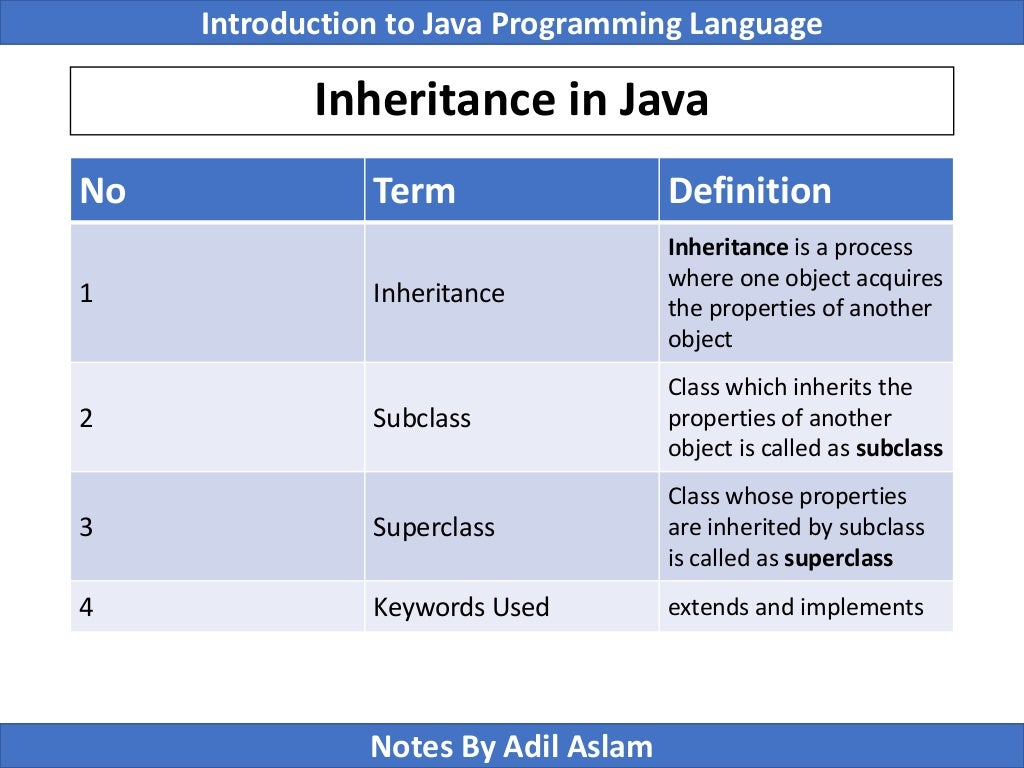 Introduction to Java Programming Language
Inheritance in Java
No Term Definition
1 Inheritance
Inheritance is a process
where one object acquires
the properties of another
object
2 Subclass
Class which inherits the
properties of another
object is called as subclass
3 Superclass
Class whose properties
are inherited by subclass
is called as superclass
4 Keywords Used extends and implements
Notes By Adil Aslam